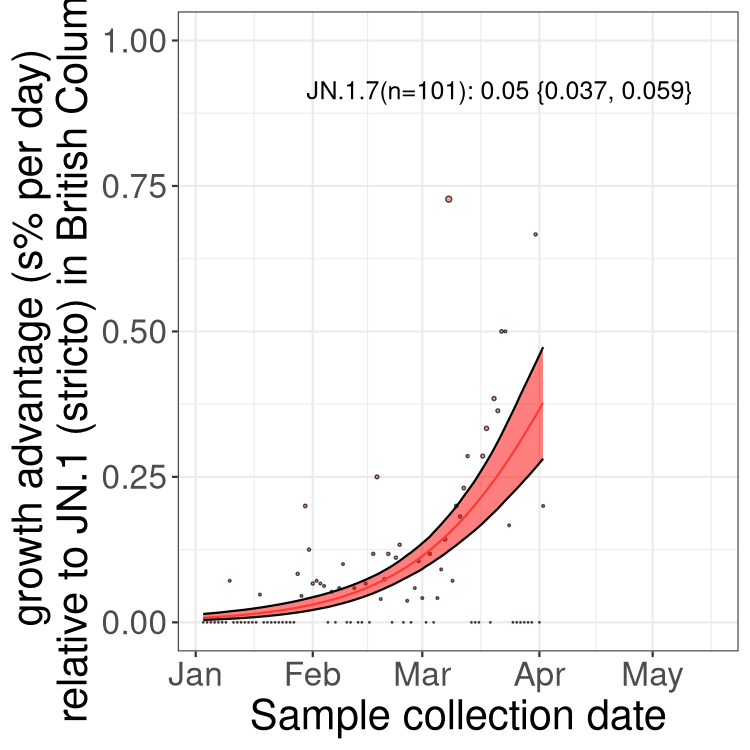 growth advantage (s% per day)
relative to JN.1 (stricto) in British Colum
1.00
0.75
0.50
0.25
0.00
JN.1.7(n=101): 0.05 {0.037, 0.059}
Jan Feb Mar Apr May
Sample collection date